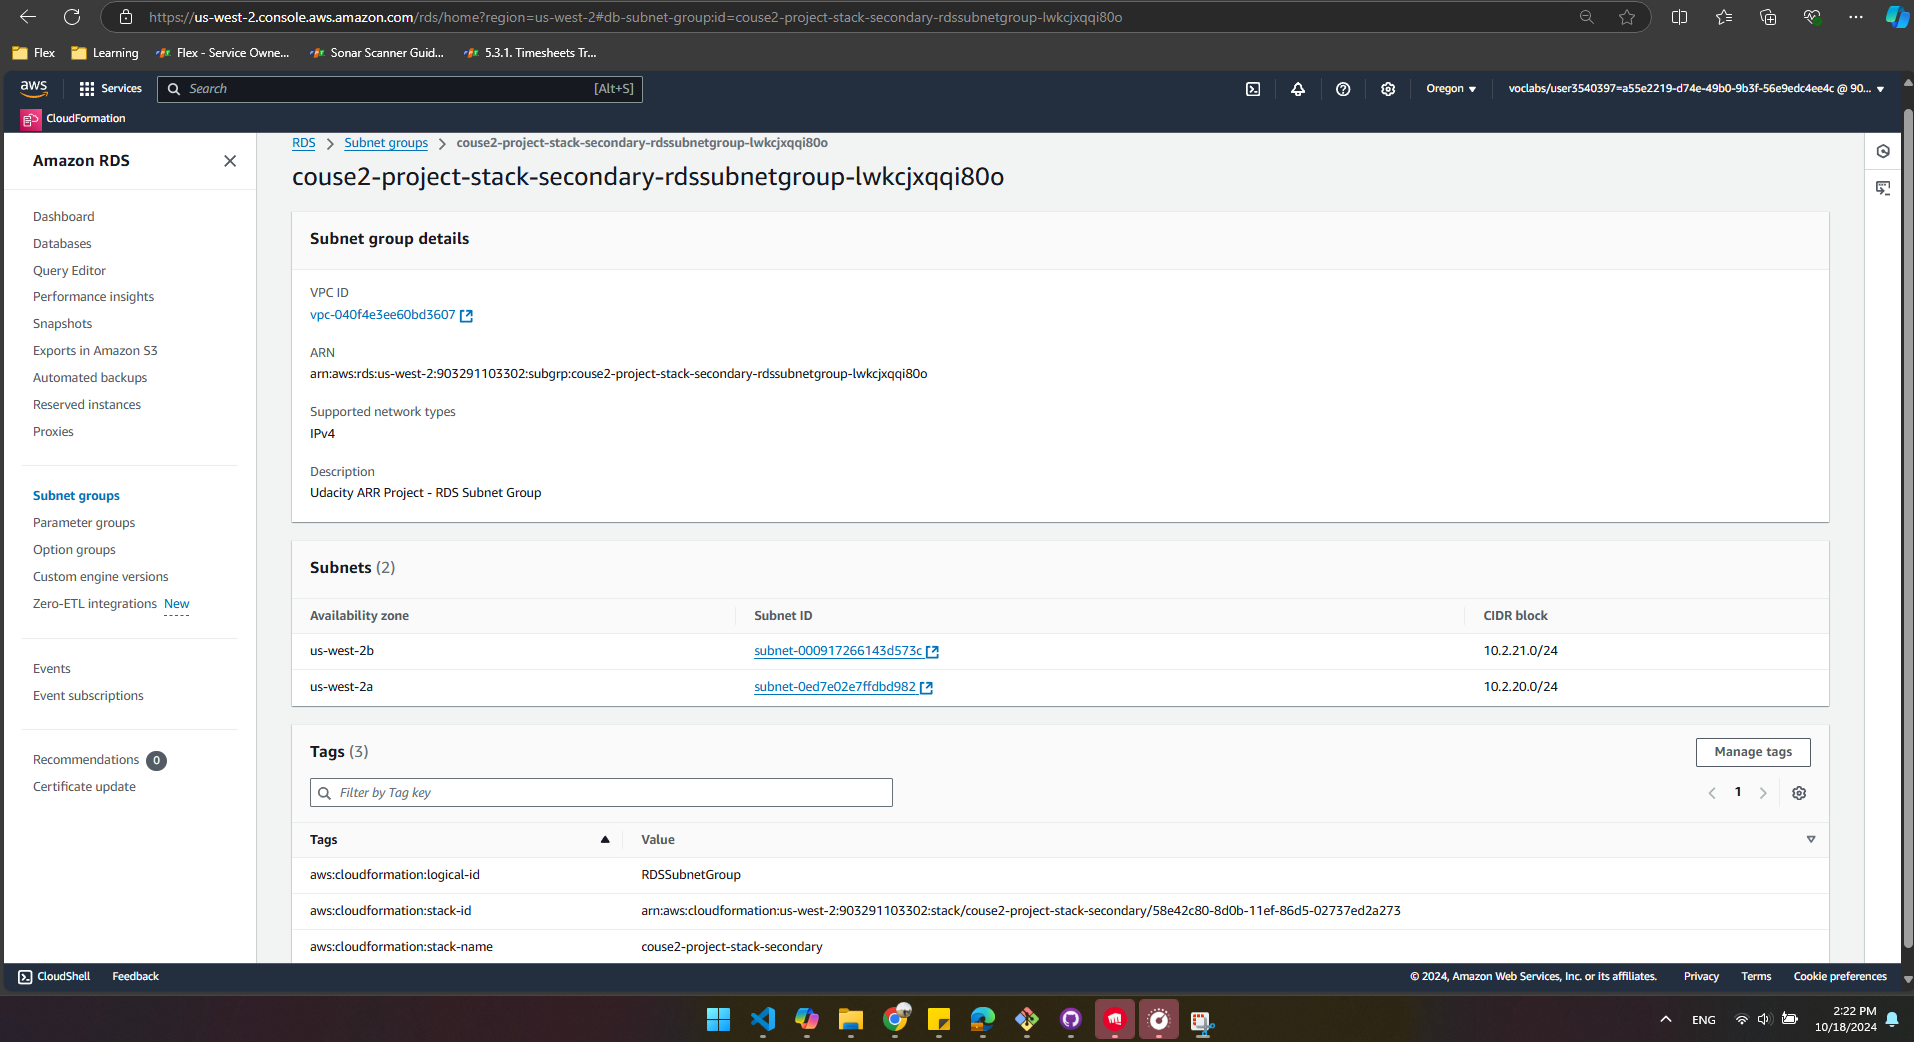 https://us-west-2.console.aws.amazon.com/rds/home?region=us-west-2#db-subnet-group:id=couse2-project-stack-secondary-rdssubnetgroup-lwkcjxqqi80o
Flex
Learning
Flex - Service Owne...
Sonar Scanner Guid...
5.3.1. Timesheets Tr...
aws
Services
Search
[Alt+S]
Oregon
voclabs/user3540397=a55e2219-d74e-49b0-9b3f-56e9edc4ee4c @ 90...
CloudFormation
Amazon RDS
Dashboard
Databases
Query Editor
Performance insights
Snapshots
Exports in Amazon S3
Automated backups
Reserved instances
Proxies
Subnet groups
Parameter groups
Option groups
Custom engine versions
Zero-ETL integrations New
Events
Event subscriptions
Recommendations 0
Certificate update
RDS
Subnet groups
couse2-project-stack-secondary-rdssubnetgroup-lwkcjxqqi80o
couse2-project-stack-secondary-rdssubnetgroup-lwkcjxqqi80o
Subnet group details
VPC ID
vpc-040f4e3ee60bd3607
ARN
arn:aws:rds:us-west-2:903291103302:subgrp:couse2-project-stack-secondary-rdssubnetgroup-lwkcjxqqi80o
Supported network types
IPv4
Description
Udacity ARR Project - RDS Subnet Group
Subnets (2)
Availability zone Subnet ID CIDR block
us-west-2b subnet-000917266143d573c 10.2.21.0/24
us-west-2a subnet-0ed7e02e7ffdbd982 10.2.20.0/24
Tags (3)
Manage tags
Filter by Tag key
1
Tags Value
aws:cloudformation:logical-id RDSSubnetGroup
aws:cloudformation:stack-id arn:aws:cloudformation:us-west-2:903291103302:stack/couse2-project-stack-secondary/58e42c80-8d0b-11ef-86d5-02737ed2a273
aws:cloudformation:stack-name couse2-project-stack-secondary
CloudShell
Feedback
© 2024, Amazon Web Services, Inc. or its affiliates.
Privacy
Terms
Cookie preferences
ENG
2:22 PM
10/18/2024